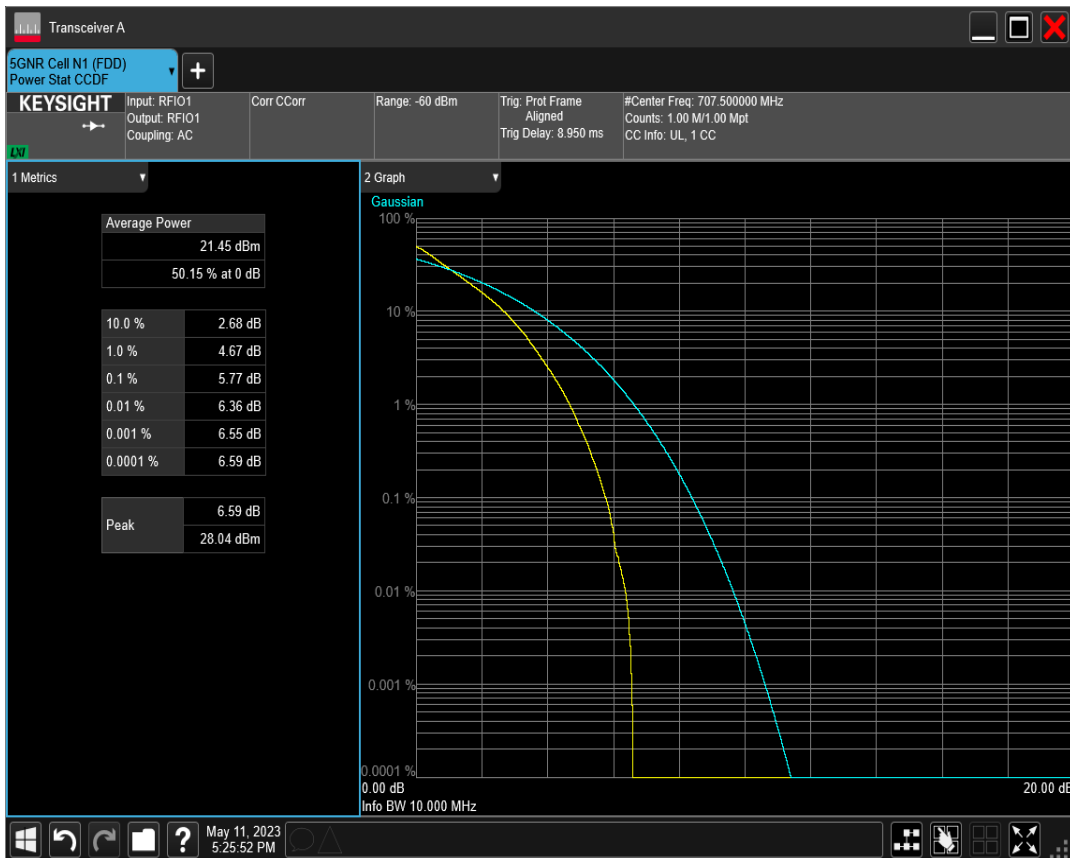 Transceiver A
5GNR Cell N1 (FDD)
Power Stat CCDF
+
KEYSIGHT
LXI
Input: RFIO1
Output: RFIO1
Coupling: AC
Corr CCorr
Range: -60 dBm
Trig: Prot Frame
Aligned
Trig Delay: 8.950 ms
#Center Freq: 707.500000 MHz
Counts: 1.00 M/1.00 Mpt
CC Info: UL, 1 CC
1 Metrics
Average Power
21.45 dBm
50.15 % at 0 dB
10.0 % 2.68 dB
1.0 % 4.67 dB
0.1 % 5.77 dB
0.01 % 6.36 dB
0.001 % 6.55 dB
0.0001 % 6.59 dB
Peak
6.59 dB
28.04 dBm
2 Graph
Gaussian
100 %
10 %
1 %
0.1 %
0.01 %
0.001 %
0.0001 %
0.00 dB 20.00 dB
Info BW 10.000 MHz
?
May 11, 2023
5:25:52 PM